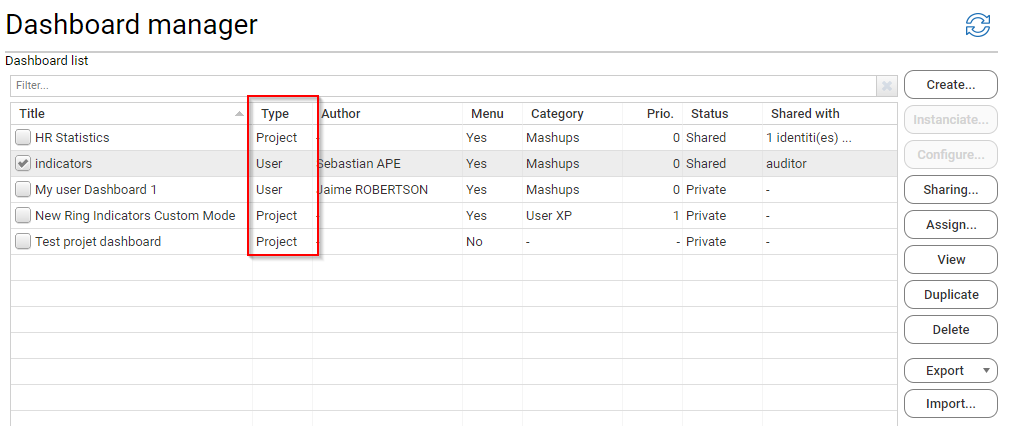 Dashboard manager
Dashboard list
Filter...
Create...
Title Type Author Menu Category Prio. Status Shared with
HR Statistics Project - Yes Mashups 0 Shared 1 identiti(es) ...
Instanciate...
indicators User Sebastian APE Yes Mashups 0 Shared auditor
Configure...
My user Dashboard 1 User Jaime ROBERTSON Yes Mashups 0 Private -
Sharing...
New Ring Indicators Custom Mode Project - Yes User XP 1 Private -
Assign...
Test projet dashboard Project - No - - Private -
View
Duplicate
Delete
Export
Import...